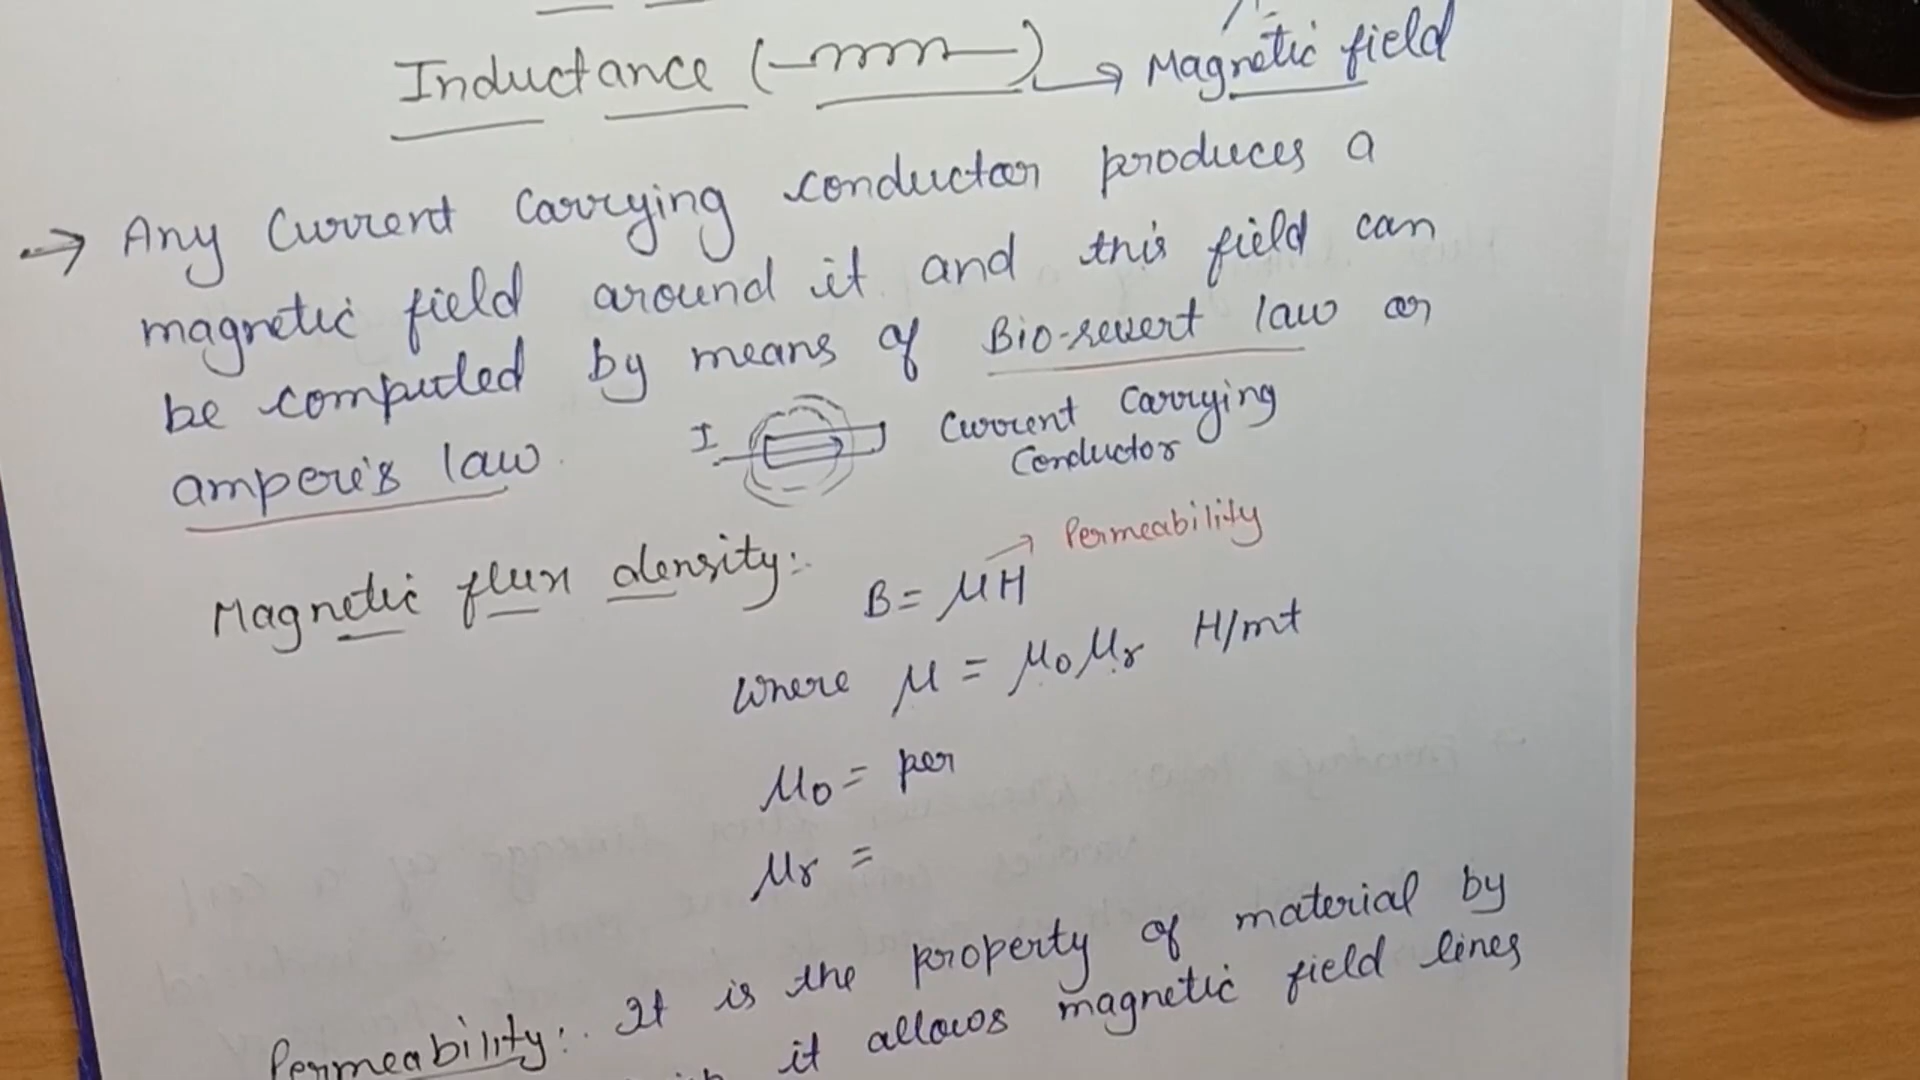 Inductance ( ) → Magnetic field
→ Any Current Carrying conductor produces a
magnetic field around it and this field can
be computed by means of Bio-severt law or
ampere's law.
I
Current Carrying
Conductor
Magnetic flux density:-
B = μH → Permeability
where μ = μ0μr H/mt
μ0 = per
μr =
Permeability:- It is the property of material by
it allows magnetic field lines